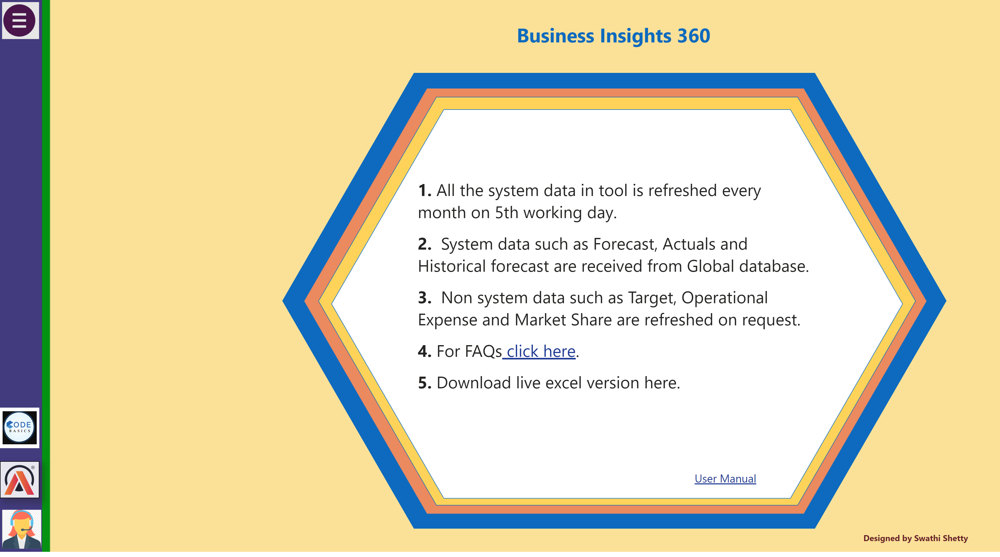 Business Insights 360
1. All the system data in tool is refreshed every
month on 5th working day.
2.  System data such as Forecast, Actuals and
Historical forecast are received from Global database.
3.  Non system data such as Target, Operational
Expense and Market Share are refreshed on request.
4. For FAQs click here.
5. Download live excel version here.
User Manual
CODE
BASICS
®
Designed by Swathi Shetty